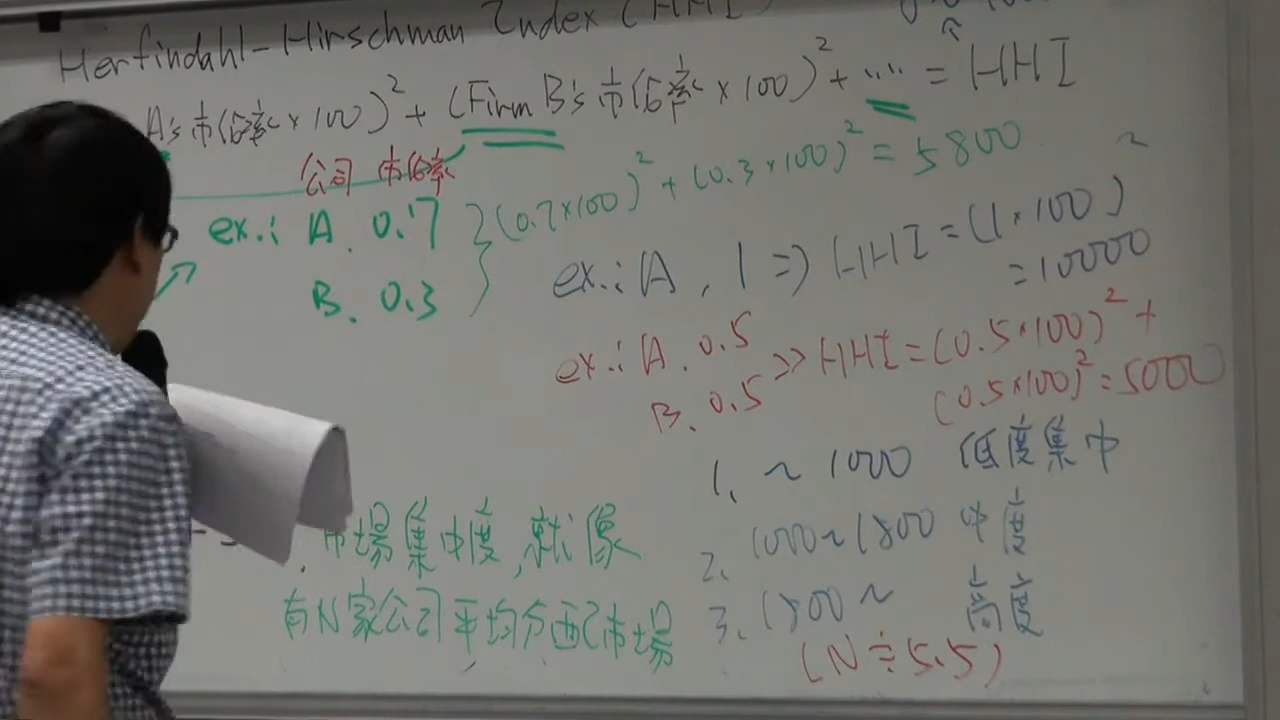 Herfindahl-Hirschman Index (HHI)
A's市佔率×100)² + (Firm B's市佔率×100)² + .... = HHI
公司 市佔率
ex.: A. 0.7 } (0.7×100)² + (0.3×100)² = 5800
B. 0.3
ex.: A, 1 => HHI = (1×100)²
= 10000
ex.: A. 0.5 >> HHI = (0.5×100)² +
B. 0.5 (0.5×100)² = 5000
1. ~ 1000 低度集中
2. 1000~1800 中度
3. 1800~ 高度
(N≑5.5)
市場集中度,就像
有N家公司平均分配市場